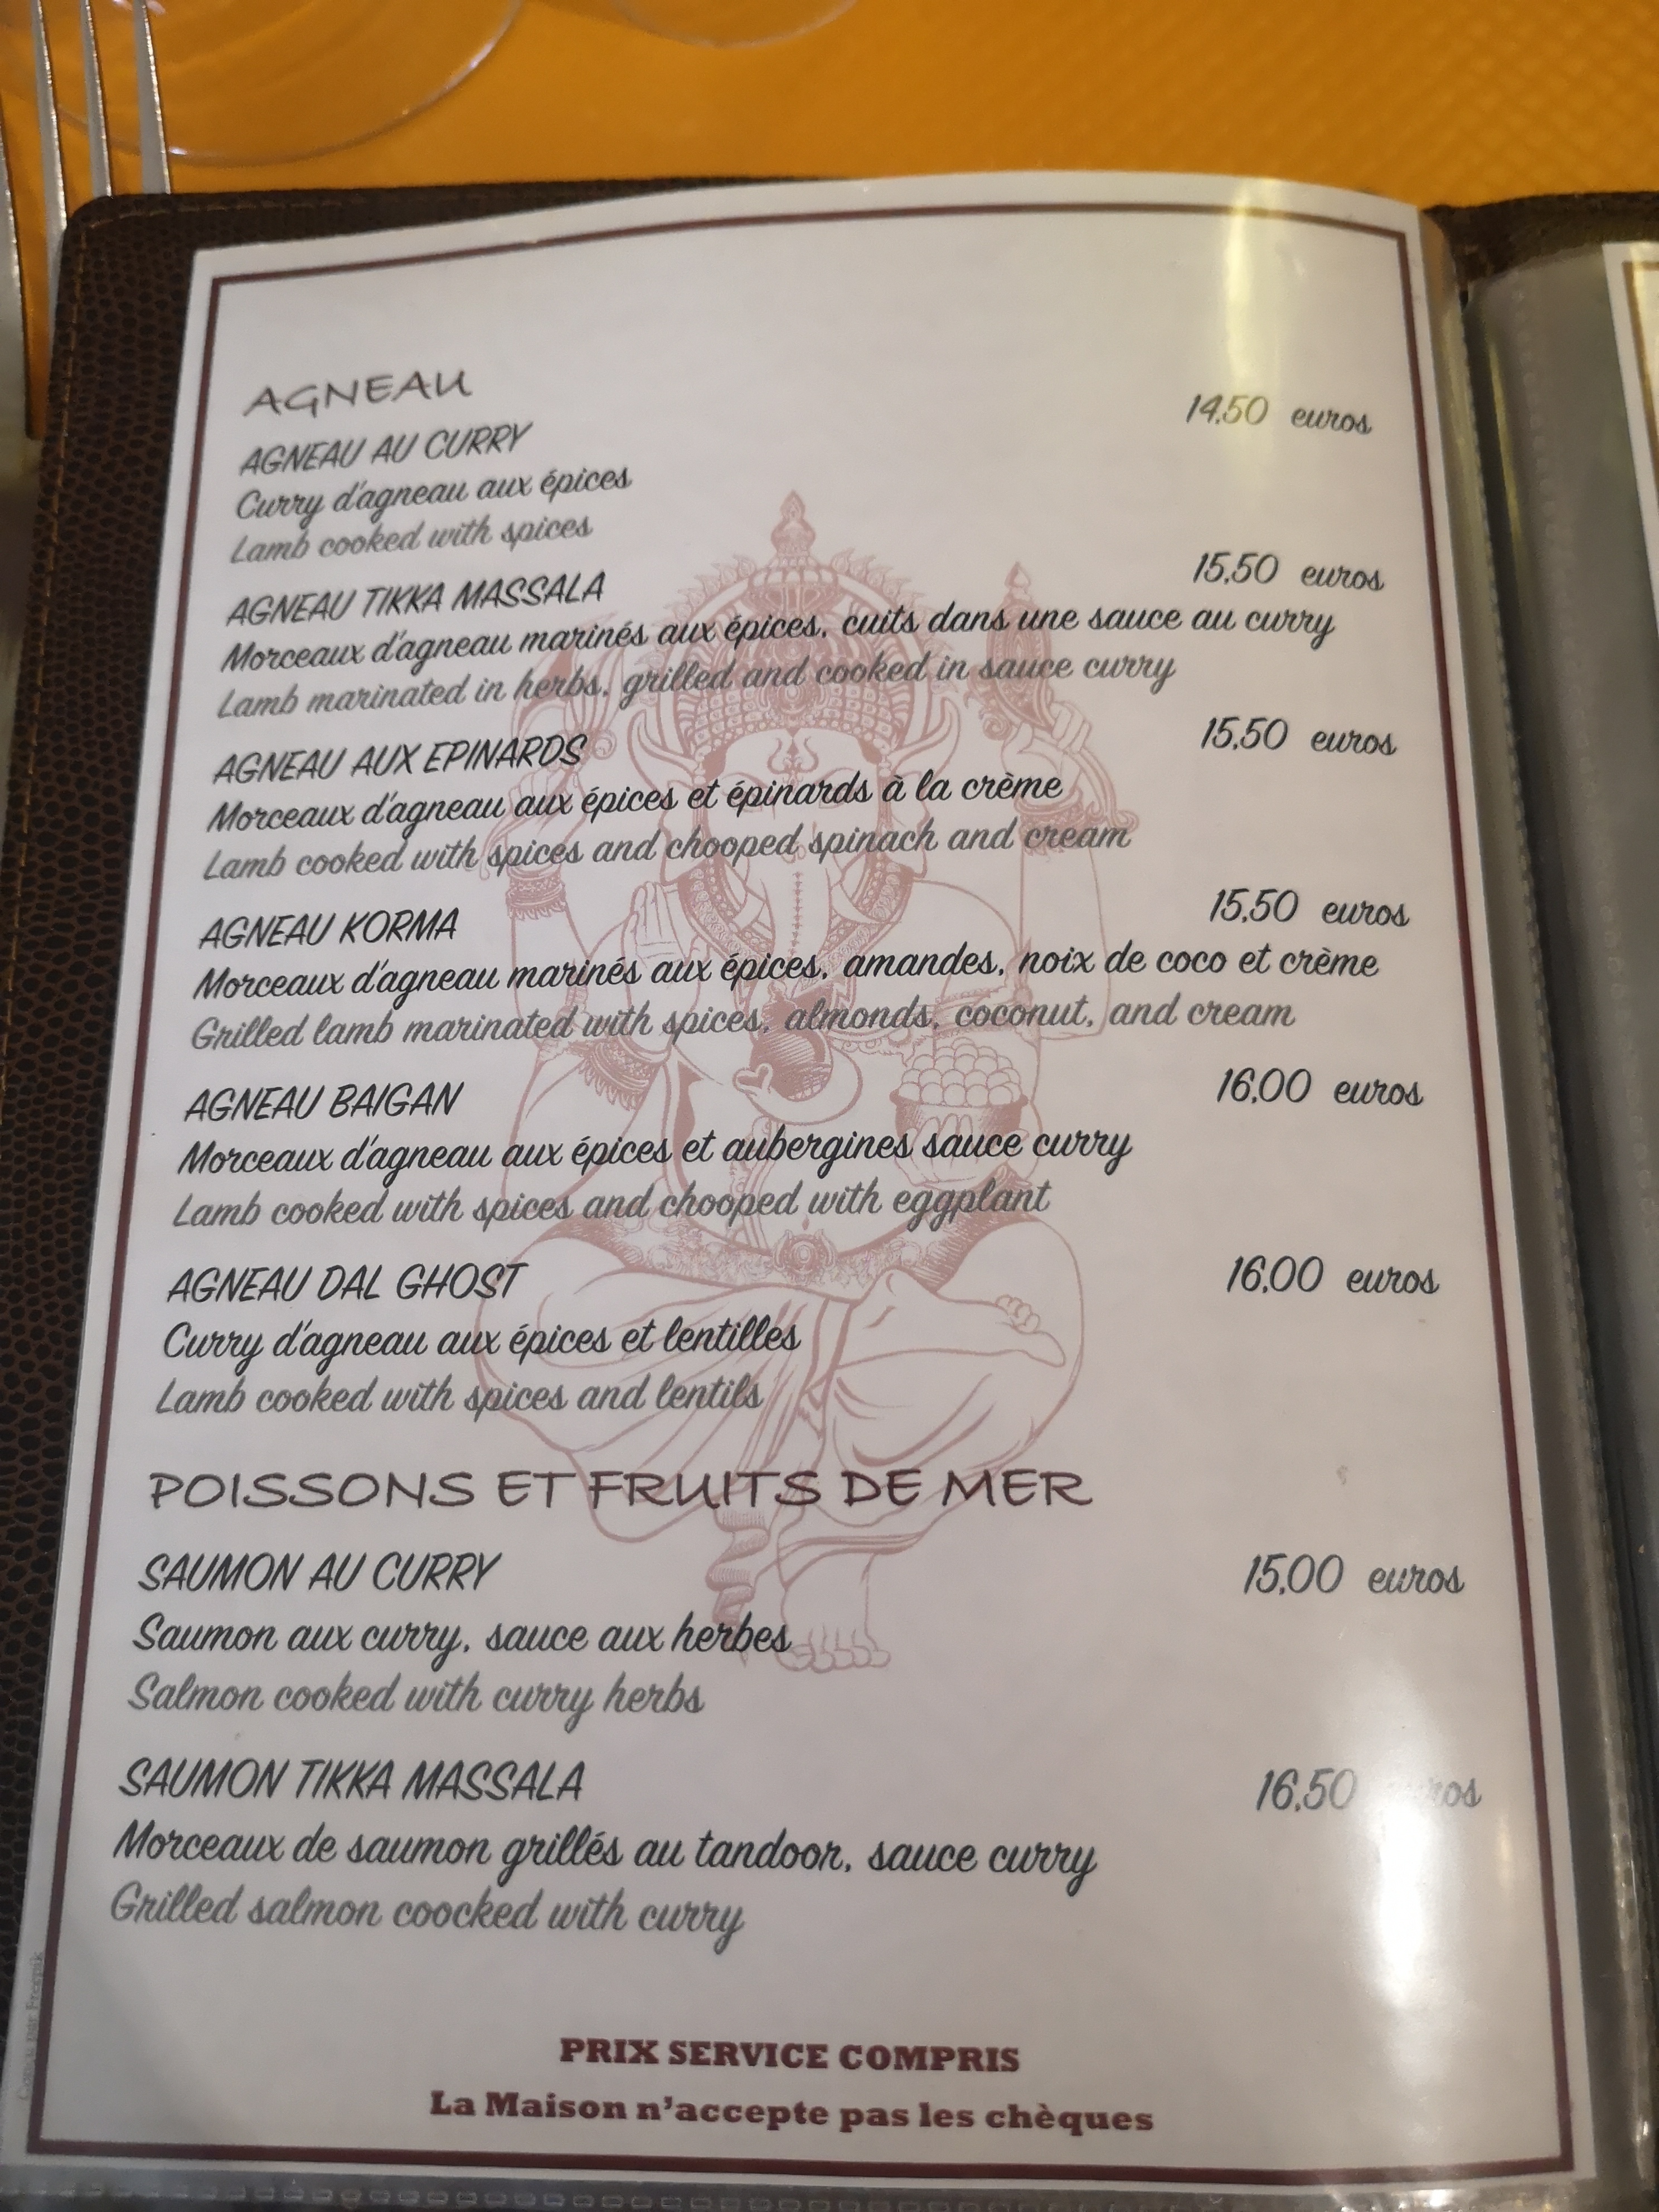 AGNEAU
AGNEAU AU CURRY 14,50 euros
Curry d'agneau aux épices
Lamb cooked with spices
AGNEAU TIKKA MASSALA 15,50 euros
Morceaux d'agneau marinés aux épices, cuits dans une sauce au curry
Lamb marinated in herbs, grilled and cooked in sauce curry
AGNEAU AUX EPINARDS 15,50 euros
Morceaux d'agneau aux épices et épinards à la crème
Lamb cooked with spices and chooped spinach and cream
AGNEAU KORMA 15,50 euros
Morceaux d'agneau marinés aux épices, amandes, noix de coco et crème
Grilled lamb marinated with spices, almonds, coconut, and cream
AGNEAU BAIGAN 16,00 euros
Morceaux d'agneau aux épices et aubergines sauce curry
Lamb cooked with spices and chooped with eggplant
AGNEAU DAL GHOST 16,00 euros
Curry d'agneau aux épices et lentilles
Lamb cooked with spices and lentils
POISSONS ET FRUITS DE MER
SAUMON AU CURRY 15,00 euros
Saumon aux curry, sauce aux herbes
Salmon cooked with curry herbs
SAUMON TIKKA MASSALA 16,50 euros
Morceaux de saumon grillés au tandoor, sauce curry
Grilled salmon coocked with curry
PRIX SERVICE COMPRIS
La Maison n'accepte pas les chèques